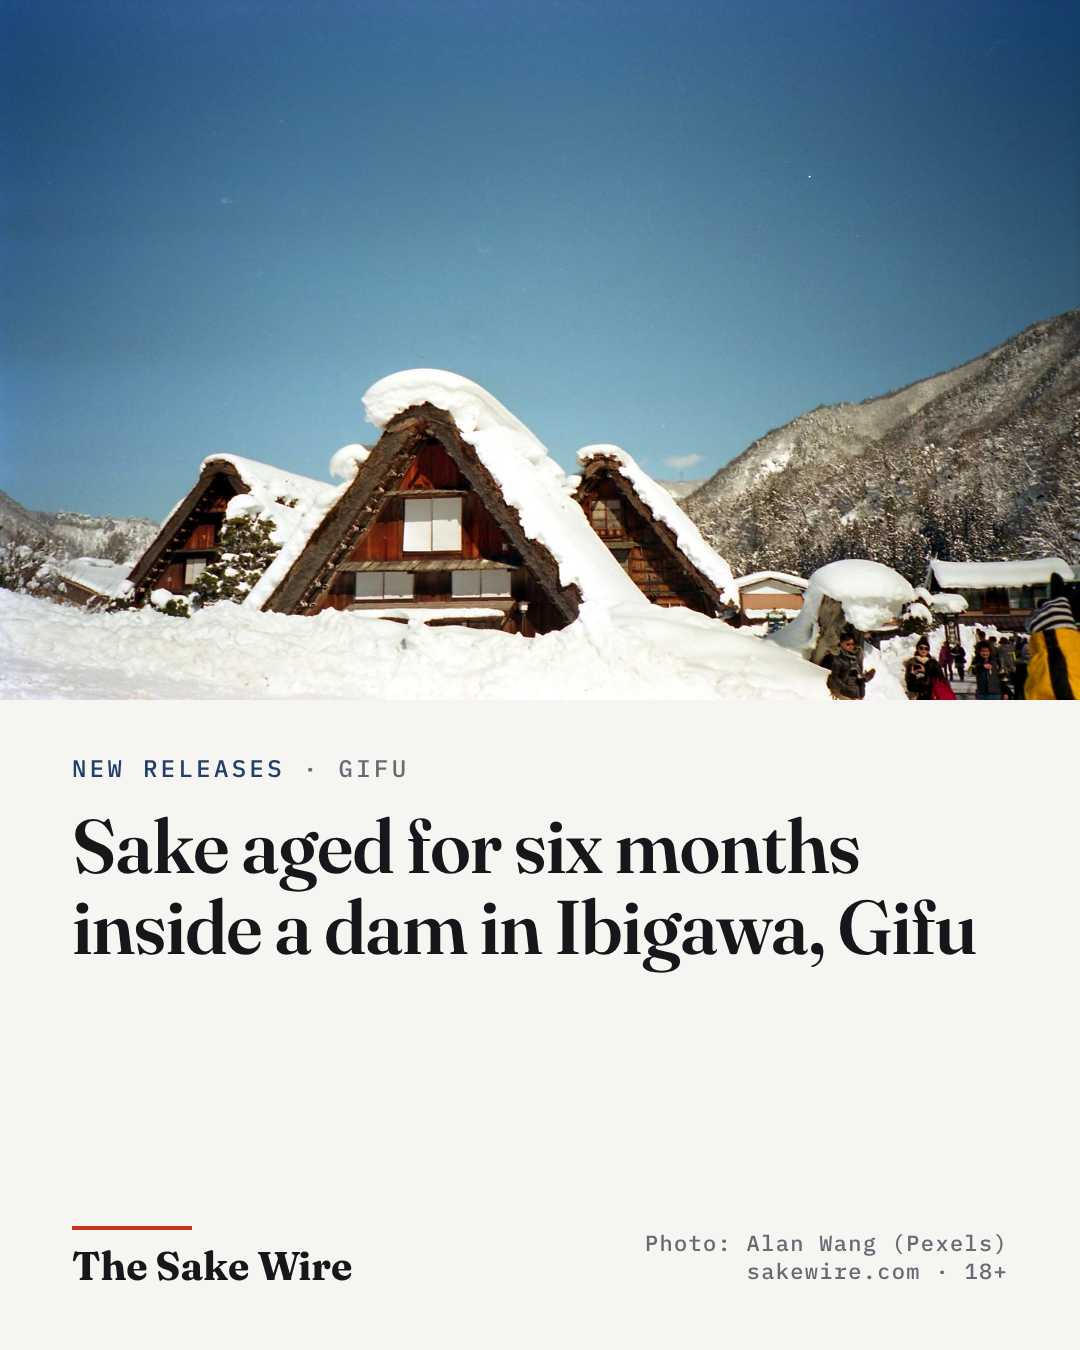 NEW RELEASES · GIFU
Sake aged for six months
inside a dam in Ibigawa, Gifu
The Sake Wire
Photo: Alan Wang (Pexels)
sakewire.com · 18+